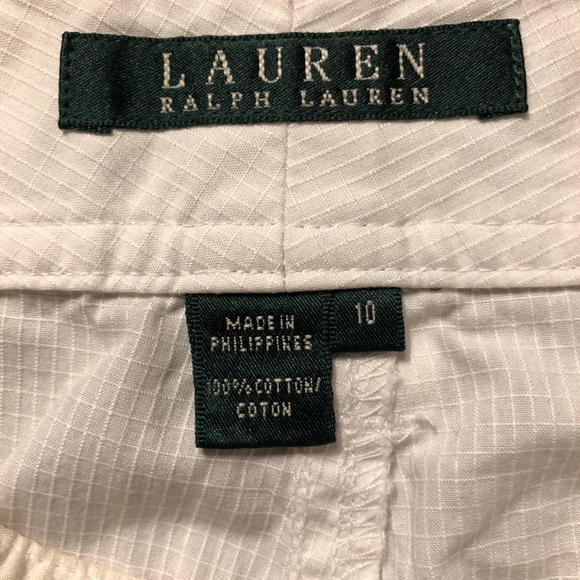 LAUREN
RALPH LAUREN
MADE IN
PHILIPPINES
100% COTTON/
COTON
10